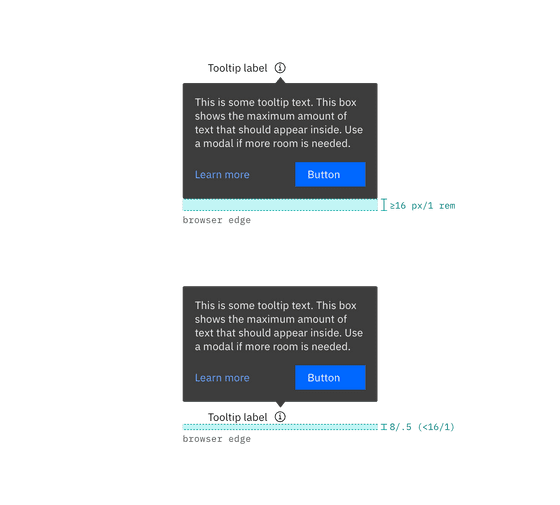 Tooltip label
This is some tooltip text. This box
shows the maximum amount of
text that should appear inside. Use
a modal if more room is needed.
Learn more Button
≥16 px/1 rem
browser edge
This is some tooltip text. This box
shows the maximum amount of
text that should appear inside. Use
a modal if more room is needed.
Learn more Button
Tooltip label
8/.5 (<16/1)
browser edge